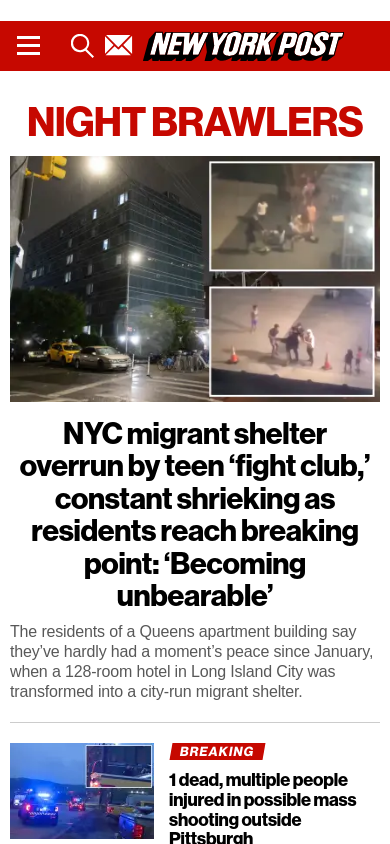 NEW YORK POST
NIGHT BRAWLERS
NYC migrant shelter
overrun by teen ‘fight club,’
constant shrieking as
residents reach breaking
point: ‘Becoming
unbearable’
The residents of a Queens apartment building say
they’ve hardly had a moment’s peace since January,
when a 128-room hotel in Long Island City was
transformed into a city-run migrant shelter.
BREAKING
1 dead, multiple people
injured in possible mass
shooting outside
Pittsburgh